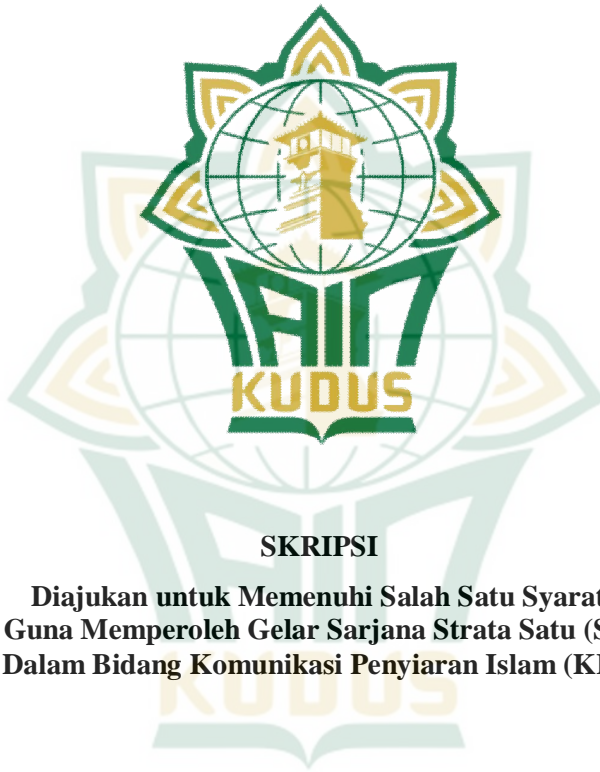 IAIN
KUDUS
SKRIPSI
Diajukan untuk Memenuhi Salah Satu Syarat
Guna Memperoleh Gelar Sarjana Strata Satu (S
Dalam Bidang Komunikasi Penyiaran Islam (K